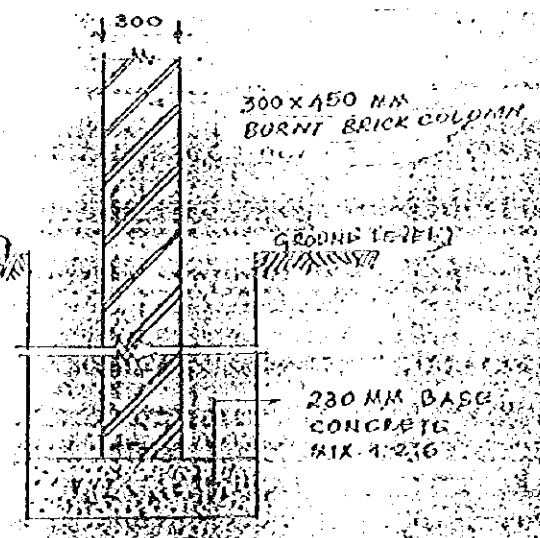 300
300 X 450 MM
BURNT BRICK COLUMN
GROUND LEVEL
230 MM BASE
CONCRETE
MIX 1:2:6